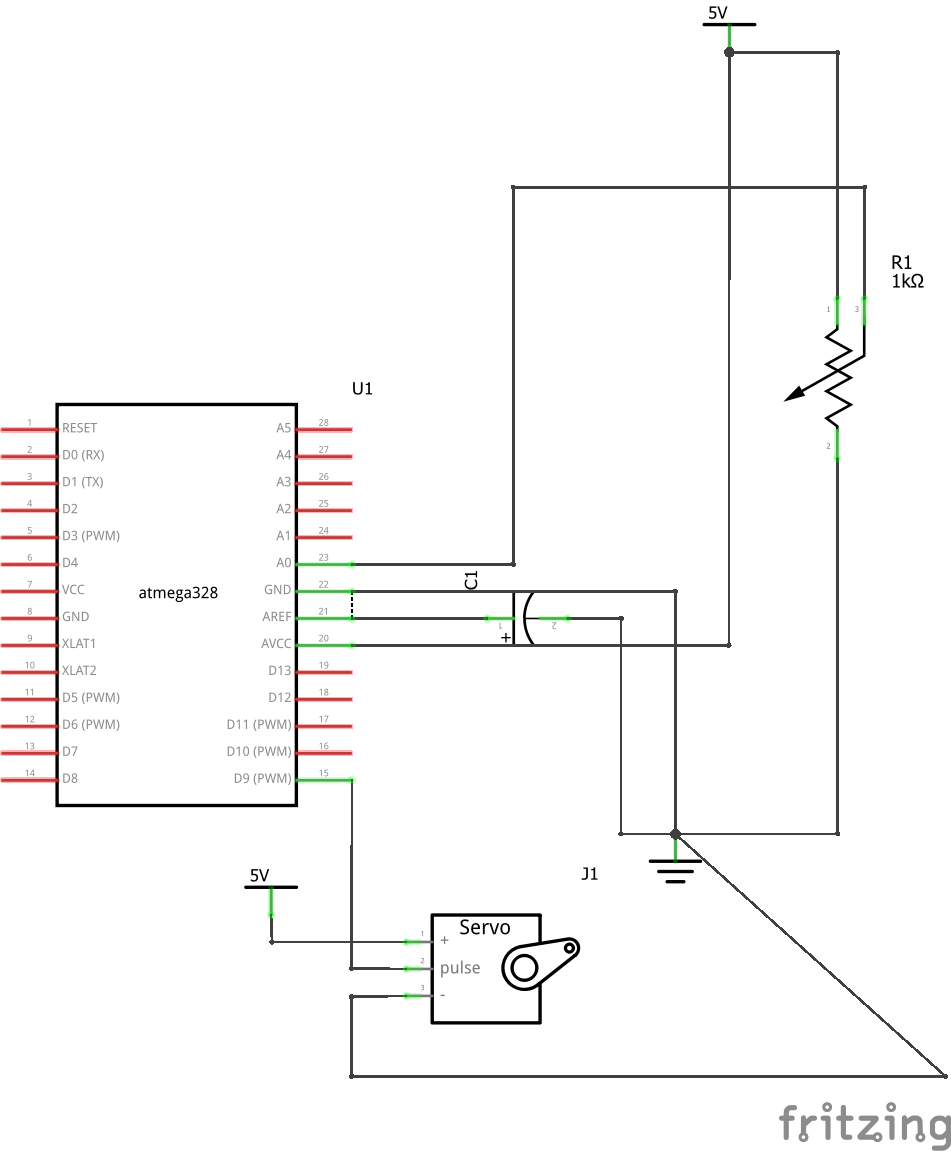 5V
R1
1kΩ
1
3
2
U1
1 RESET
2 D0 (RX)
3 D1 (TX)
4 D2
5 D3 (PWM)
6 D4
7 VCC
8 GND
9 XLAT1
10 XLAT2
11 D5 (PWM)
12 D6 (PWM)
13 D7
14 D8
atmega328
A5 28
A4 27
A3 26
A2 25
A1 24
A0 23
GND 22
AREF 21
AVCC 20
D13 19
D12 18
D11 (PWM) 17
D10 (PWM) 16
D9 (PWM) 15
C1
1
2
+
5V
J1
Servo
1 +
2 pulse
3 -
fritzing